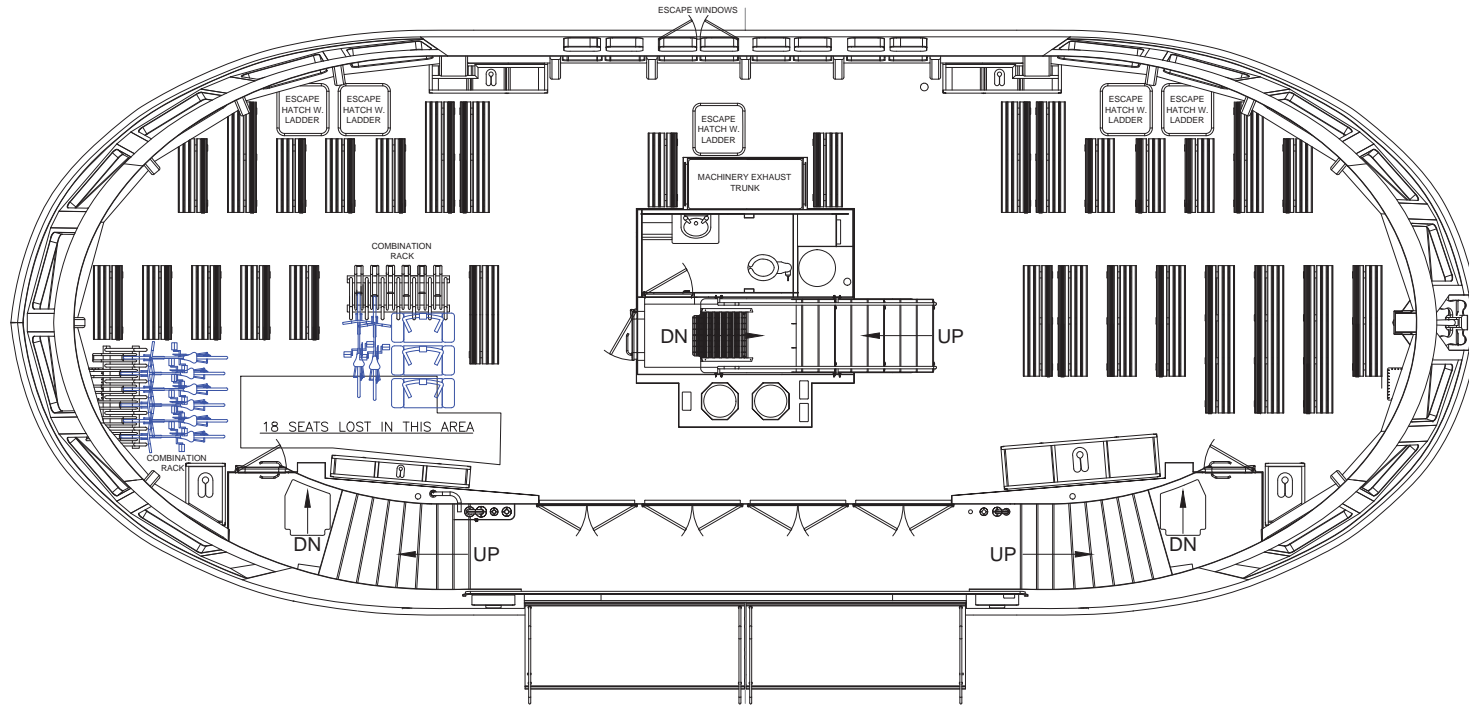 ESCAPE WINDOWS
ESCAPE
HATCH W.
LADDER
ESCAPE
HATCH W.
LADDER
ESCAPE
HATCH W.
LADDER
ESCAPE
HATCH W.
LADDER
ESCAPE
HATCH W.
LADDER
MACHINERY EXHAUST
TRUNK
COMBINATION
RACK
DN
UP
18 SEATS LOST IN THIS AREA
COMBINATION
RACK
DN
UP
UP
DN